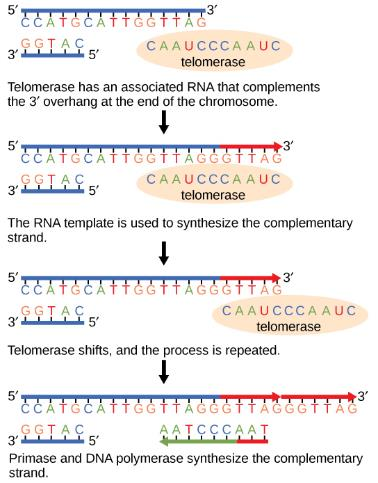 5′ 3′
CCATGCATTGGTTAG
GGTAC CAAUCCCAAUC
3′ 5′ telomerase
Telomerase has an associated RNA that complements
the 3′ overhang at the end of the chromosome.
5′ 3′
CCATGCATTGGTTAGGGTTAG
GGTAC CAAUCCCAAUC
3′ 5′ telomerase
The RNA template is used to synthesize the complementary
strand.
5′ 3′
CCATGCATTGGTTAGGGTTAG
GGTAC CAAUCCCAAUC
3′ 5′ telomerase
Telomerase shifts, and the process is repeated.
5′ 3′
CCATGCATTGGTTAGGGTTAGGGTTAG
GGTAC AATCCCAAT
3′ 5′
Primase and DNA polymerase synthesize the complementary
strand.